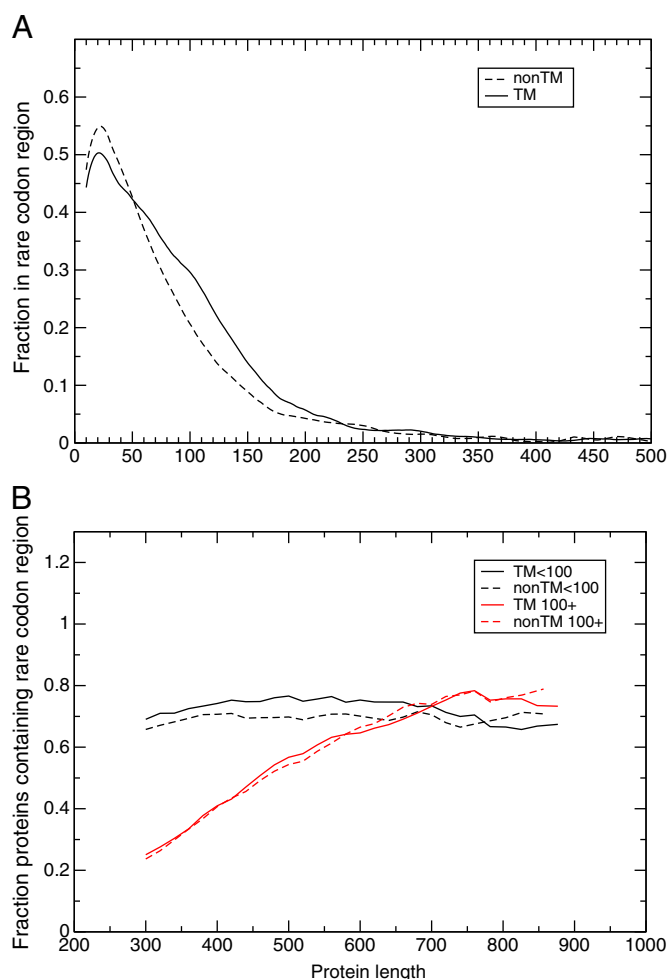 A
Fraction in rare codon region
0.6
0.5
0.4
0.3
0.2
0.1
0
nonTM
TM
0 50 100 150 200 250 300 350 400 450 500
B
Fraction proteins containing rare codon region
1.2
1
0.8
0.6
0.4
0.2
0
TM<100
nonTM<100
TM 100+
nonTM 100+
200 300 400 500 600 700 800 900 1000
Protein length